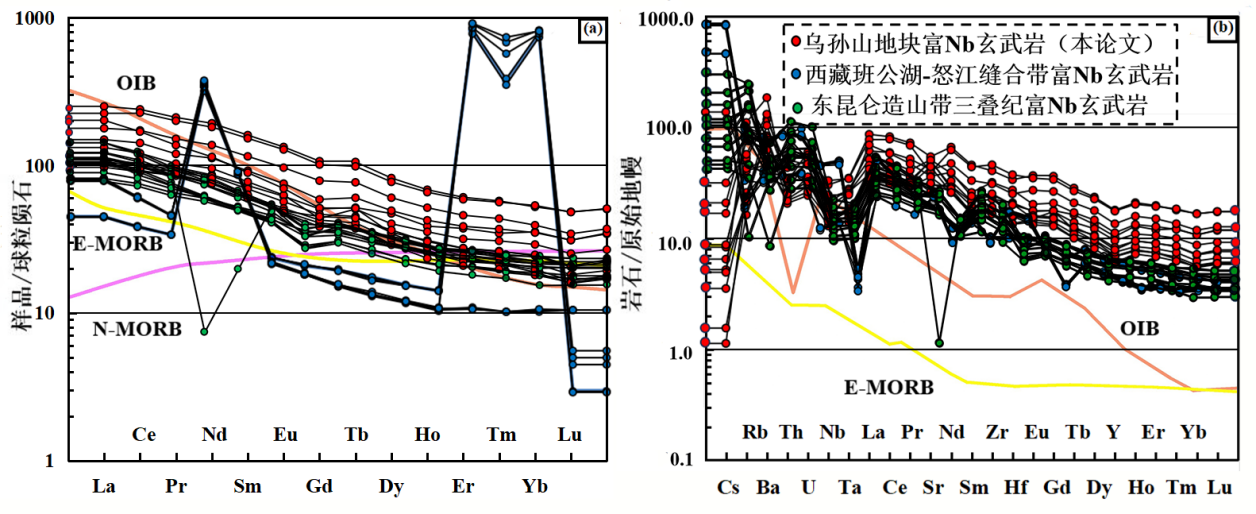 样品/球粒陨石
1000
100
10
1
(a)
OIB
E-MORB
N-MORB
Ce Nd Eu Tb Ho Tm Lu
La Pr Sm Gd Dy Er Yb
岩石/原始地幔
1000.0
100.0
10.0
1.0
0.1
(b)
乌孙山地块富Nb玄武岩（本论文）
西藏班公湖-怒江缝合带富Nb玄武岩
东昆仑造山带三叠纪富Nb玄武岩
OIB
E-MORB
Rb Th Nb La Pr Nd Zr Eu Tb Y Er Yb
Cs Ba U Ta Ce Sr Sm Hf Gd Dy Ho Tm Lu